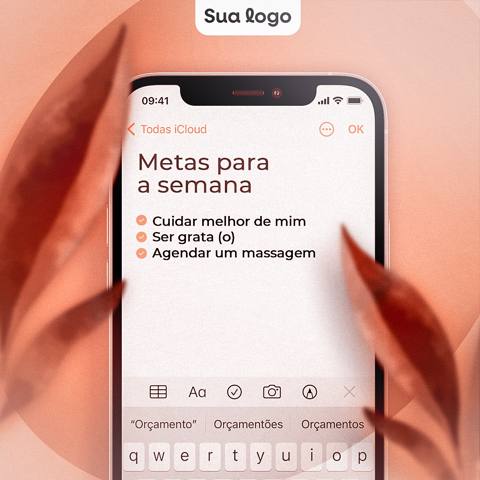 Sua logo
09:41
Todas iCloud
OK
Metas para
a semana
Cuidar melhor de mim
Ser grata (o)
Agendar um massagem
Aa
"Orçamento" Orçamentões Orçamentos
q w e r t y u i o p